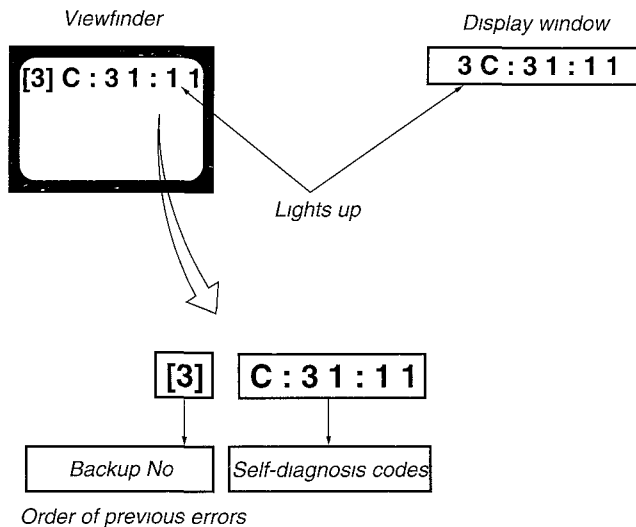 Viewfinder
Display window
[3] C : 3 1 : 1 1
3 C : 3 1 : 1 1
Lights up
[3] C : 3 1 : 1 1
Backup No
Self-diagnosis codes
Order of previous errors